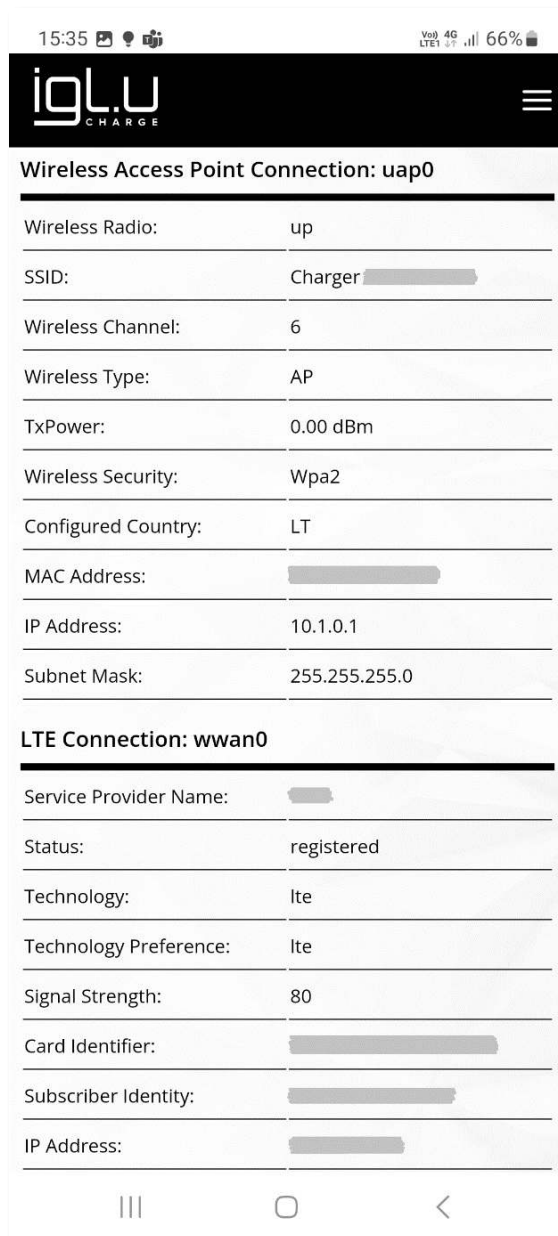 15:35 Vo) 4G LTE1 66%
igl.u
CHARGE
Wireless Access Point Connection: uap0
Wireless Radio: up
SSID: Charger
Wireless Channel: 6
Wireless Type: AP
TxPower: 0.00 dBm
Wireless Security: Wpa2
Configured Country: LT
MAC Address:
IP Address: 10.1.0.1
Subnet Mask: 255.255.255.0
LTE Connection: wwan0
Service Provider Name:
Status: registered
Technology: lte
Technology Preference: lte
Signal Strength: 80
Card Identifier:
Subscriber Identity:
IP Address: